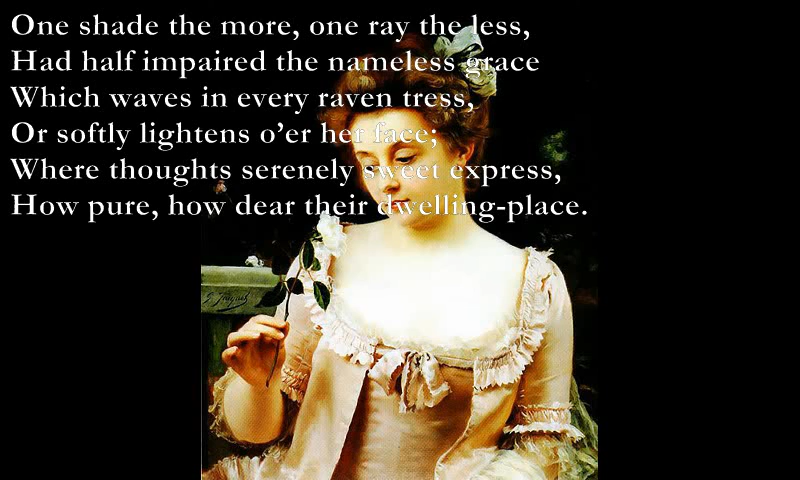 One shade the more, one ray the less,
Had half impaired the nameless grace
Which waves in every raven tress,
Or softly lightens o’er her face;
Where thoughts serenely sweet express,
How pure, how dear their dwelling-place.